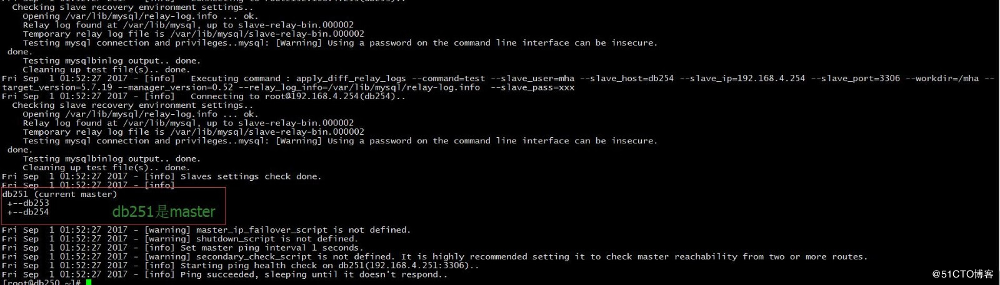 Checking slave recovery environment settings..
Opening /var/lib/mysql/relay-log.info ... ok.
Relay log found at /var/lib/mysql, up to slave-relay-bin.000002
Temporary relay log file is /var/lib/mysql/slave-relay-bin.000002
Testing mysql connection and privileges..mysql: [Warning] Using a password on the command line interface can be insecure.
done.
Testing mysqlbinlog output.. done.
Cleaning up test file(s).. done.
Fri Sep  1 01:52:27 2017 - [info]   Executing command : apply_diff_relay_logs --command=test --slave_user=mha --slave_host=db254 --slave_ip=192.168.4.254 --slave_port=3306 --workdir=/mha --
target_version=5.7.19 --manager_version=0.52 --relay_log_info=/var/lib/mysql/relay-log.info  --slave_pass=xxx
Fri Sep  1 01:52:27 2017 - [info]   Connecting to root@192.168.4.254(db254)..
Checking slave recovery environment settings..
Opening /var/lib/mysql/relay-log.info ... ok.
Relay log found at /var/lib/mysql, up to slave-relay-bin.000002
Temporary relay log file is /var/lib/mysql/slave-relay-bin.000002
Testing mysql connection and privileges..mysql: [Warning] Using a password on the command line interface can be insecure.
done.
Testing mysqlbinlog output.. done.
Cleaning up test file(s).. done.
Fri Sep  1 01:52:27 2017 - [info] Slaves settings check done.
Fri Sep  1 01:52:27 2017 - [info]
db251 (current master)
+--db253
+--db254
db251是master
Fri Sep  1 01:52:27 2017 - [warning] master_ip_failover_script is not defined.
Fri Sep  1 01:52:27 2017 - [warning] shutdown_script is not defined.
Fri Sep  1 01:52:27 2017 - [info] Set master ping interval 1 seconds.
Fri Sep  1 01:52:27 2017 - [warning] secondary_check_script is not defined. It is highly recommended setting it to check master reachability from two or more routes.
Fri Sep  1 01:52:27 2017 - [info] Starting ping health check on db251(192.168.4.251:3306)..
Fri Sep  1 01:52:27 2017 - [info] Ping succeeded, sleeping until it doesn't respond..
[root@db250 ~]#
@51CTO博客